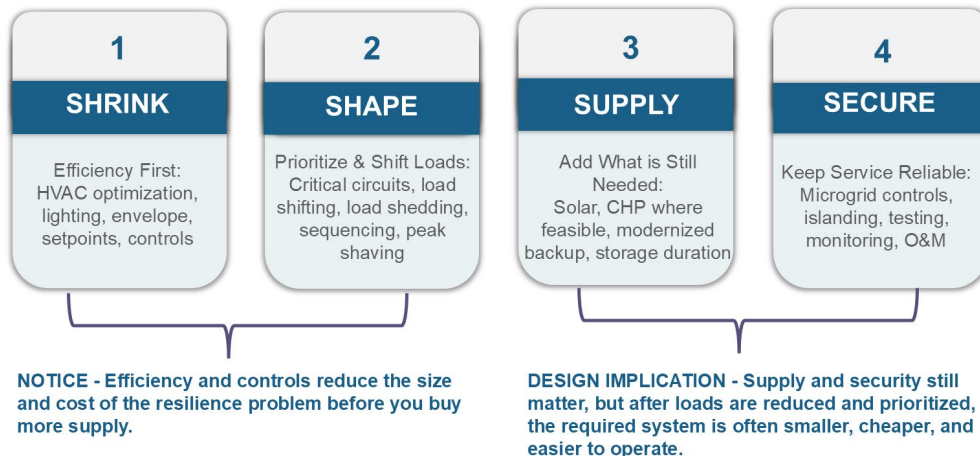 1
SHRINK
Efficiency First:
HVAC optimization,
lighting, envelope,
setpoints, controls
2
SHAPE
Prioritize & Shift Loads:
Critical circuits, load
shifting, load shedding,
sequencing, peak
shaving
3
SUPPLY
Add What is Still
Needed:
Solar, CHP where
feasible, modernized
backup, storage duration
4
SECURE
Keep Service Reliable:
Microgrid controls,
islanding, testing,
monitoring, O&M
NOTICE - Efficiency and controls reduce the size
and cost of the resilience problem before you buy
more supply.
DESIGN IMPLICATION - Supply and security still
matter, but after loads are reduced and prioritized,
the required system is often smaller, cheaper, and
easier to operate.